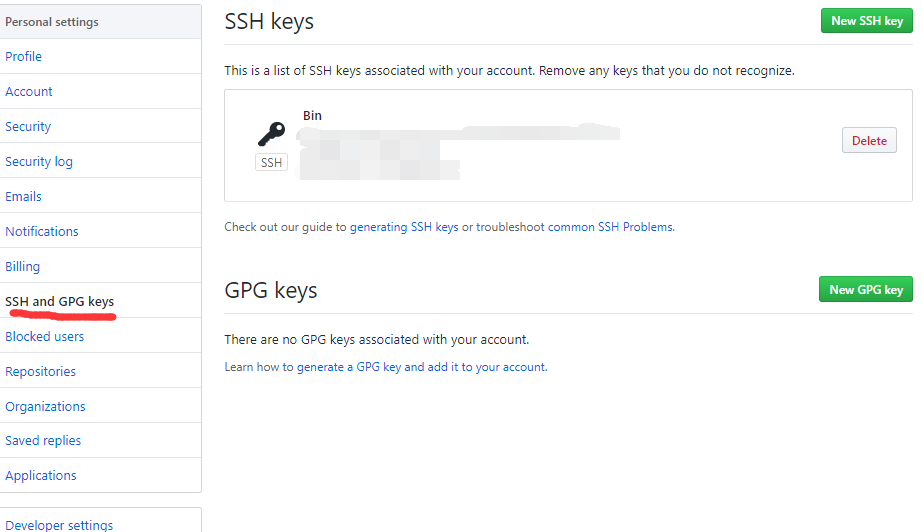 Personal settings
Profile
Account
Security
Security log
Emails
Notifications
Billing
SSH and GPG keys
Blocked users
Repositories
Organizations
Saved replies
Applications
Developer settings
SSH keys
New SSH key
This is a list of SSH keys associated with your account. Remove any keys that you do not recognize.
Bin
SSH
Delete
Check out our guide to generating SSH keys or troubleshoot common SSH Problems.
GPG keys
New GPG key
There are no GPG keys associated with your account.
Learn how to generate a GPG key and add it to your account.